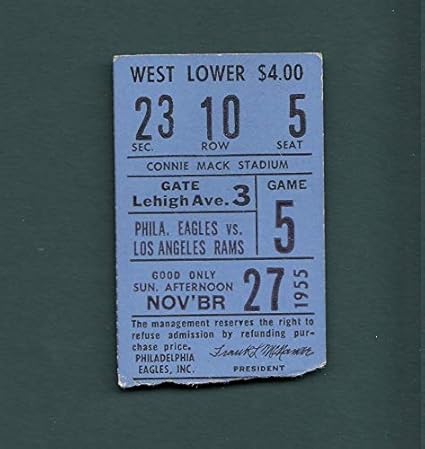 WEST LOWER $4.00
23 10 5
SEC. ROW SEAT
CONNIE MACK STADIUM
GATE
Lehigh Ave. 3
GAME
5
PHILA. EAGLES vs.
LOS ANGELES RAMS
GOOD ONLY
SUN. AFTERNOON
NOV'BR
27
1955
The management reserves the right to
refuse admission by refunding pur-
chase price.
PHILADELPHIA
EAGLES, INC.
Frank L. McNamee
PRESIDENT